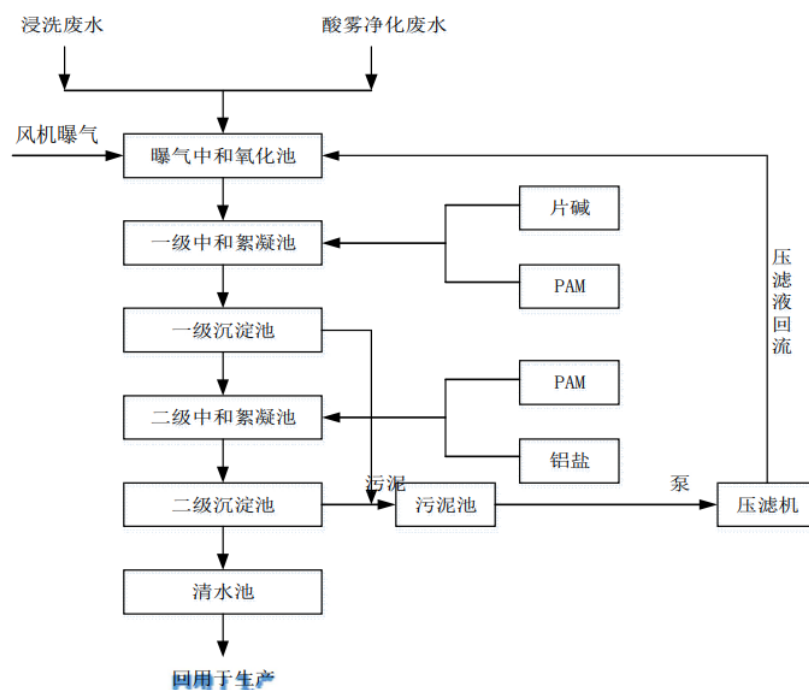 浸洗废水
酸雾净化废水
风机曝气
曝气中和氧化池
片碱
一级中和絮凝池
压滤液回流
PAM
一级沉淀池
PAM
二级中和絮凝池
铝盐
污泥
泵
二级沉淀池
污泥池
压滤机
清水池
回用于生产